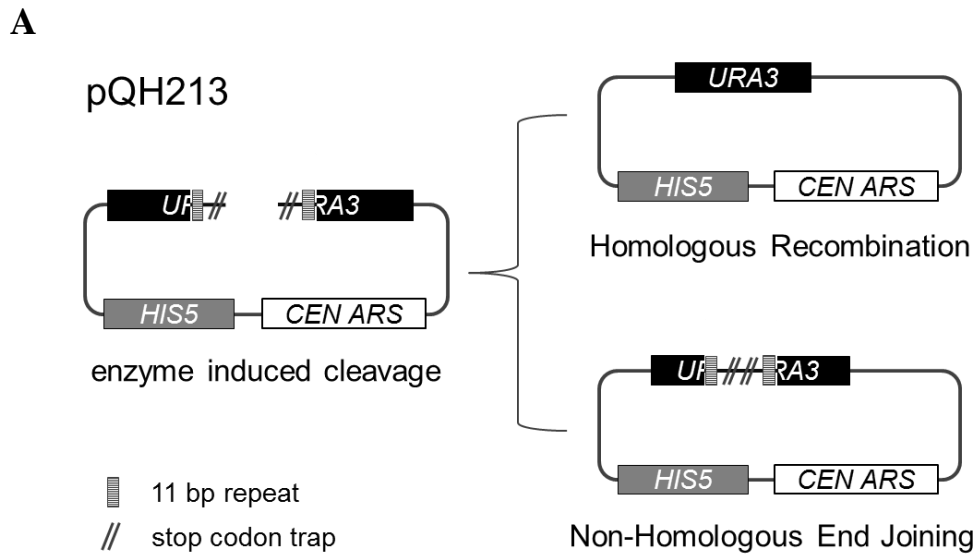 A
pQH213
UR RA3
HIS5 CEN ARS
enzyme induced cleavage
11 bp repeat
stop codon trap
URA3
HIS5 CEN ARS
Homologous Recombination
UR RA3
HIS5 CEN ARS
Non-Homologous End Joining